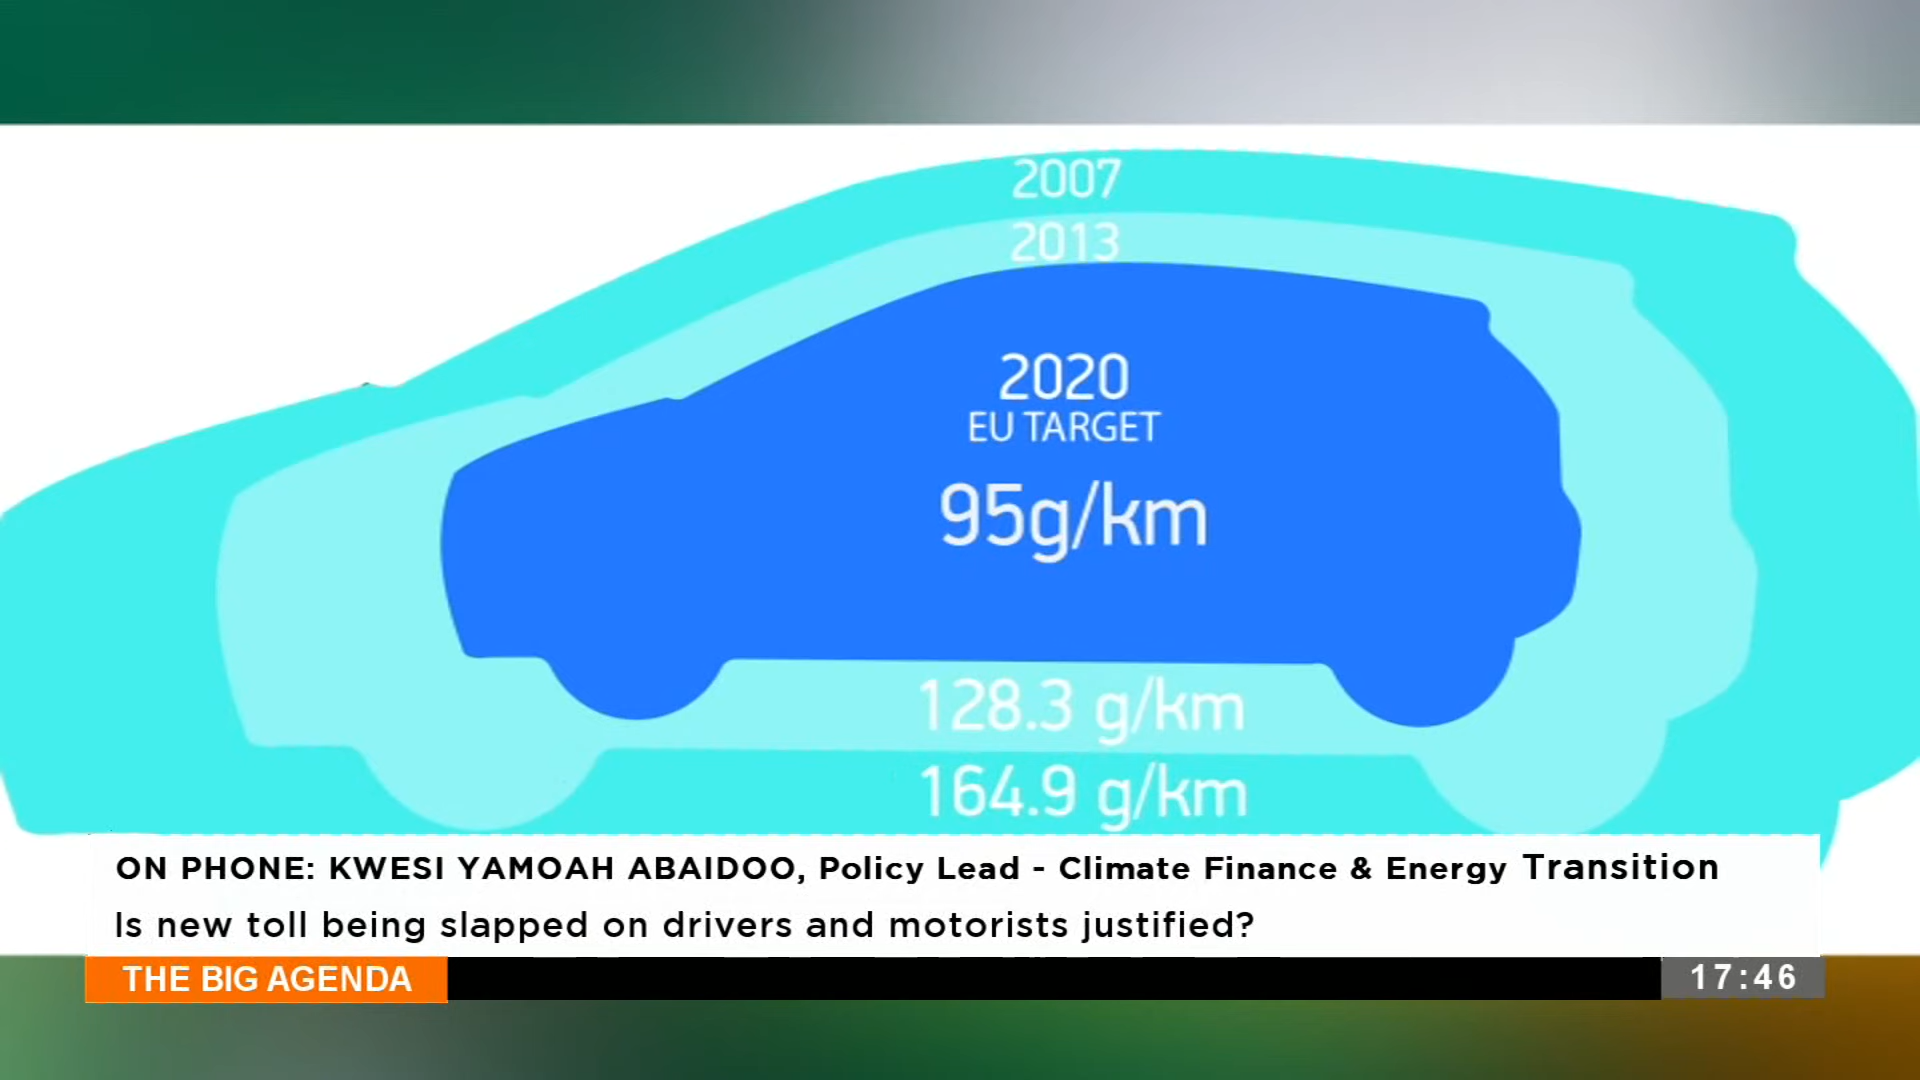 2007
2013
2020
EU TARGET
95g/km
128.3 g/km
164.9 g/km
ON PHONE: KWESI YAMOAH ABAIDOO, Policy Lead - Climate Finance & Energy Transition
Is new toll being slapped on drivers and motorists justified?
THE BIG AGENDA
17:46